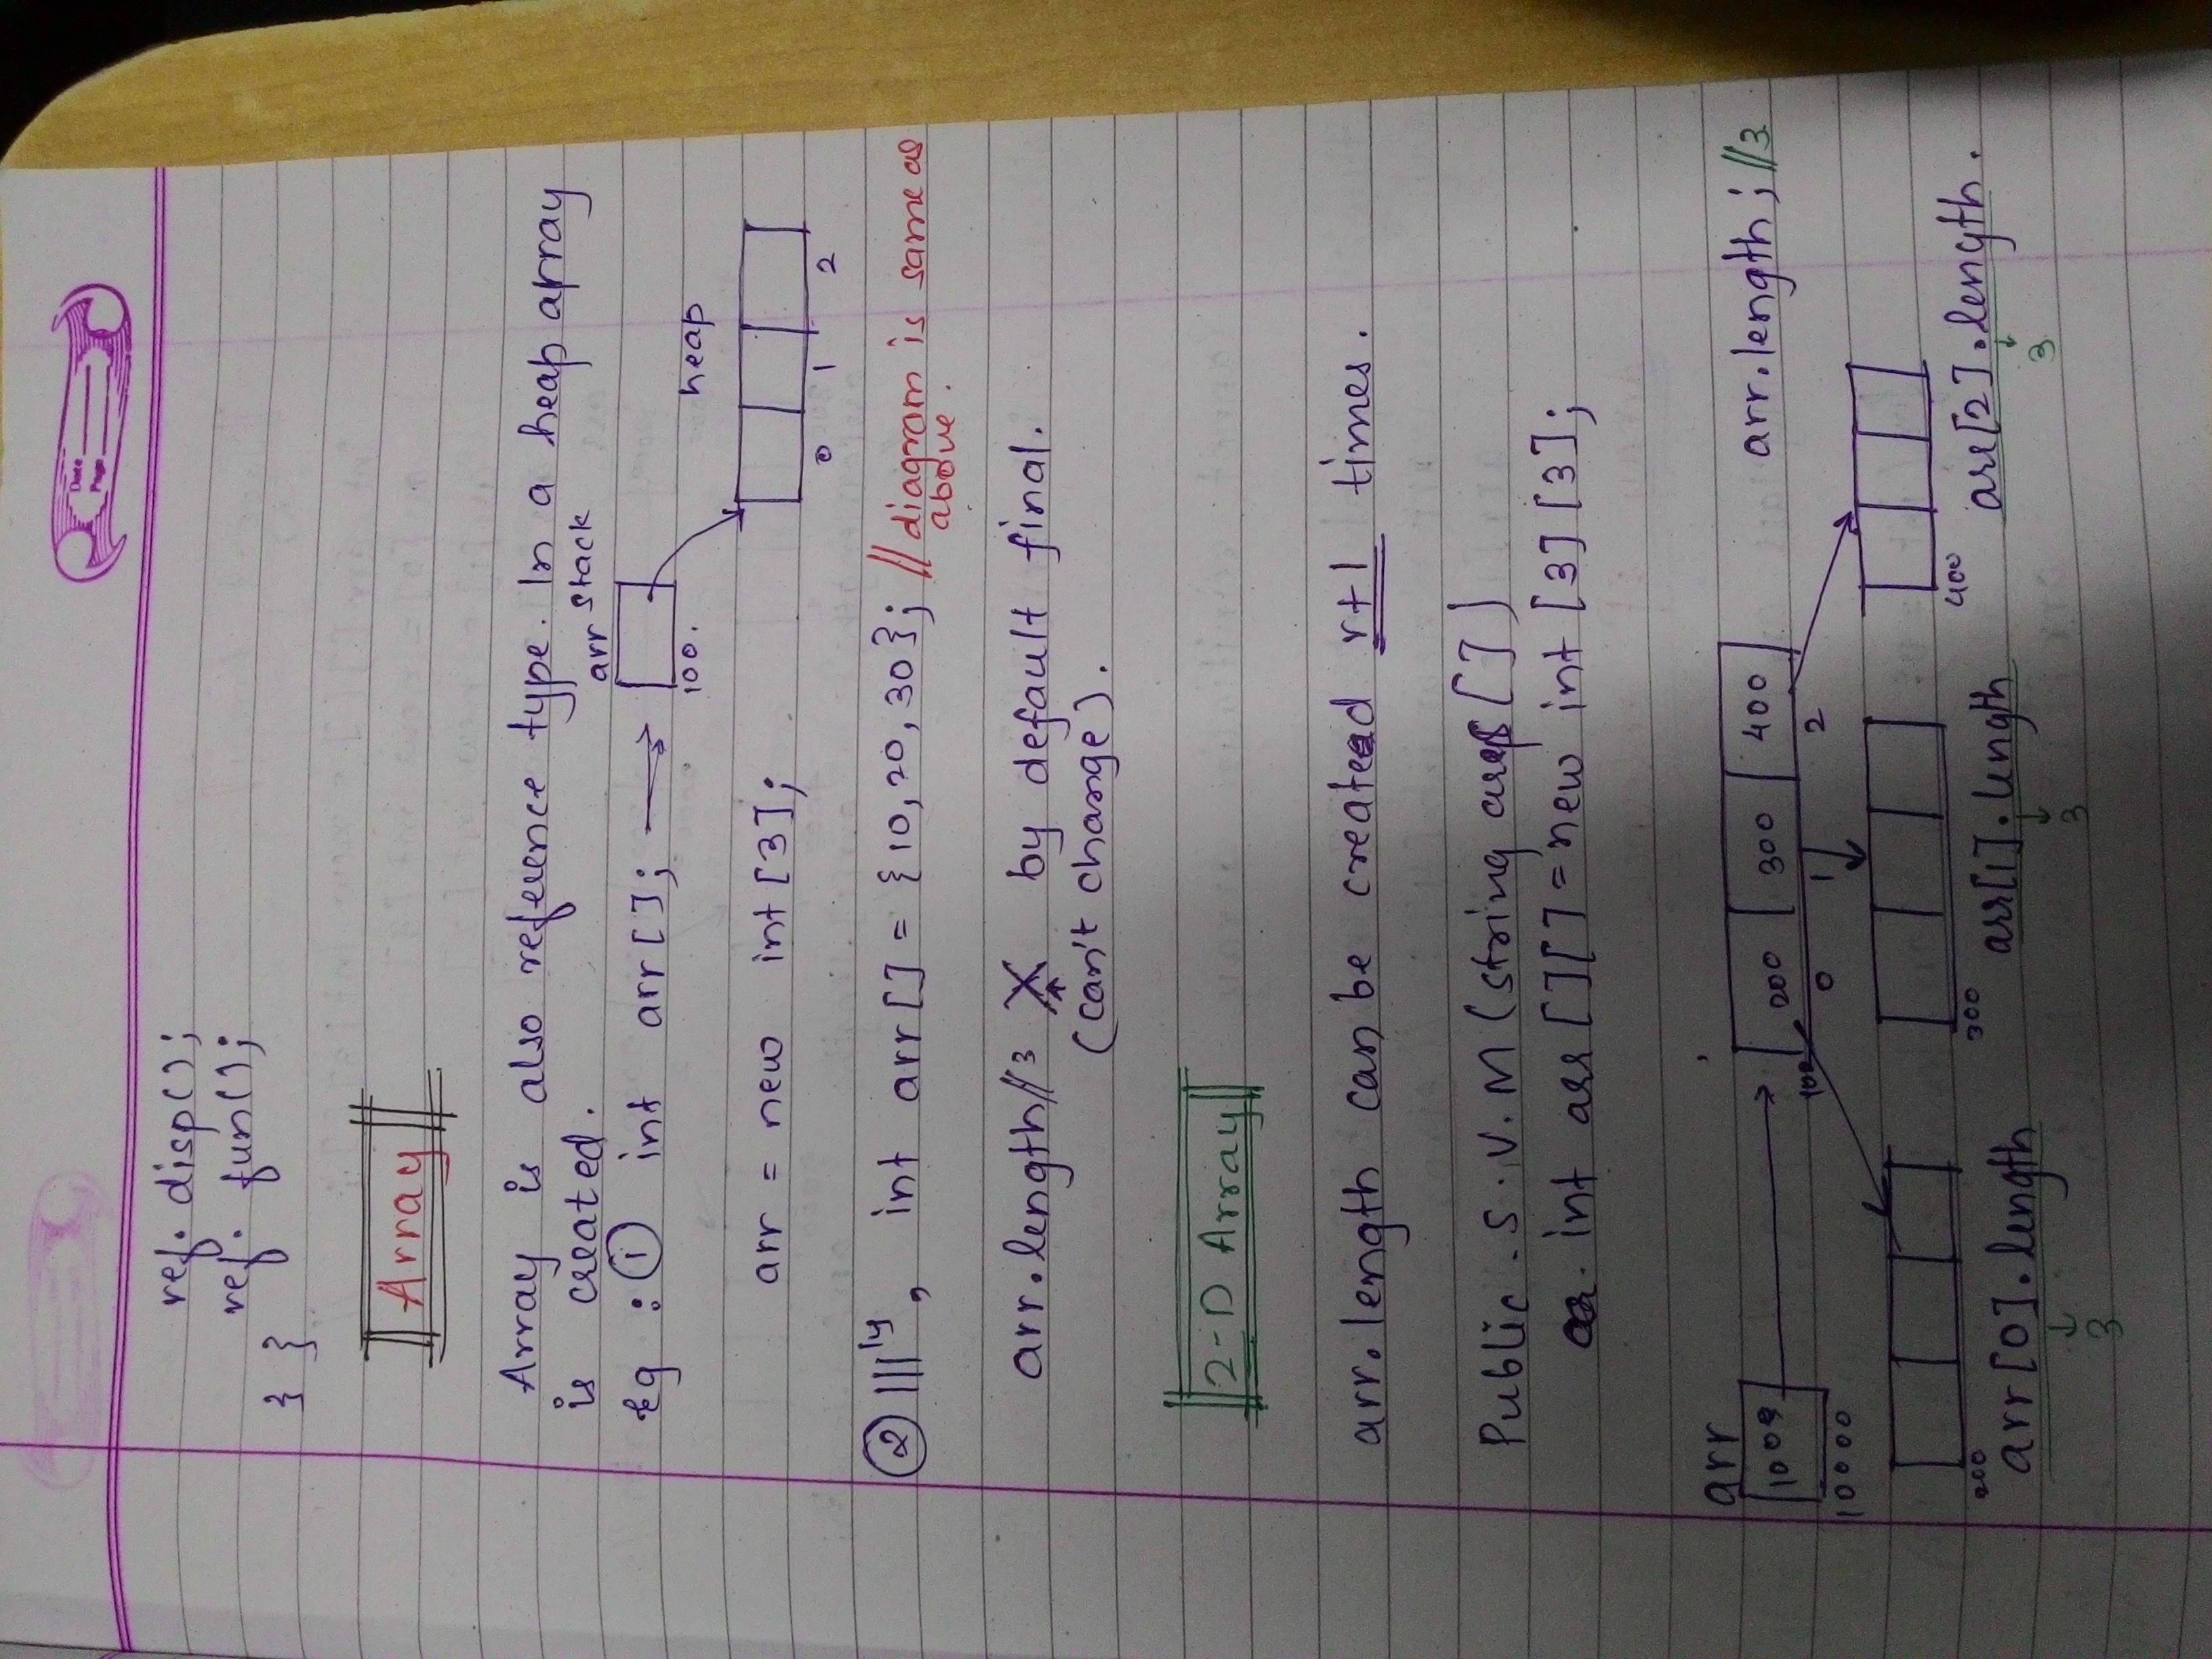 Date
Page
ref. disp();
ref. fun();
} }
Array
Array is also reference type. In a heap array
is created.
arr stack
Eg : ① int arr[]; →
100.
heap
arr = new int [3];
0 1 2
② |||ly, int arr[] = {10, 20, 30}; // diagram is same as
above.
arr.length//3 X by default final.
(can't change).
2-D Array
arr.length can be created r+1 times.
Public . S . V . M (string args [])
int arr [][] = new int [3][3];
arr
200 300 400
arr.length; //3
10000
100
0 1 2
200
300
400
arr[0].length
arr[1].length
arr[2].length.
3
3
3